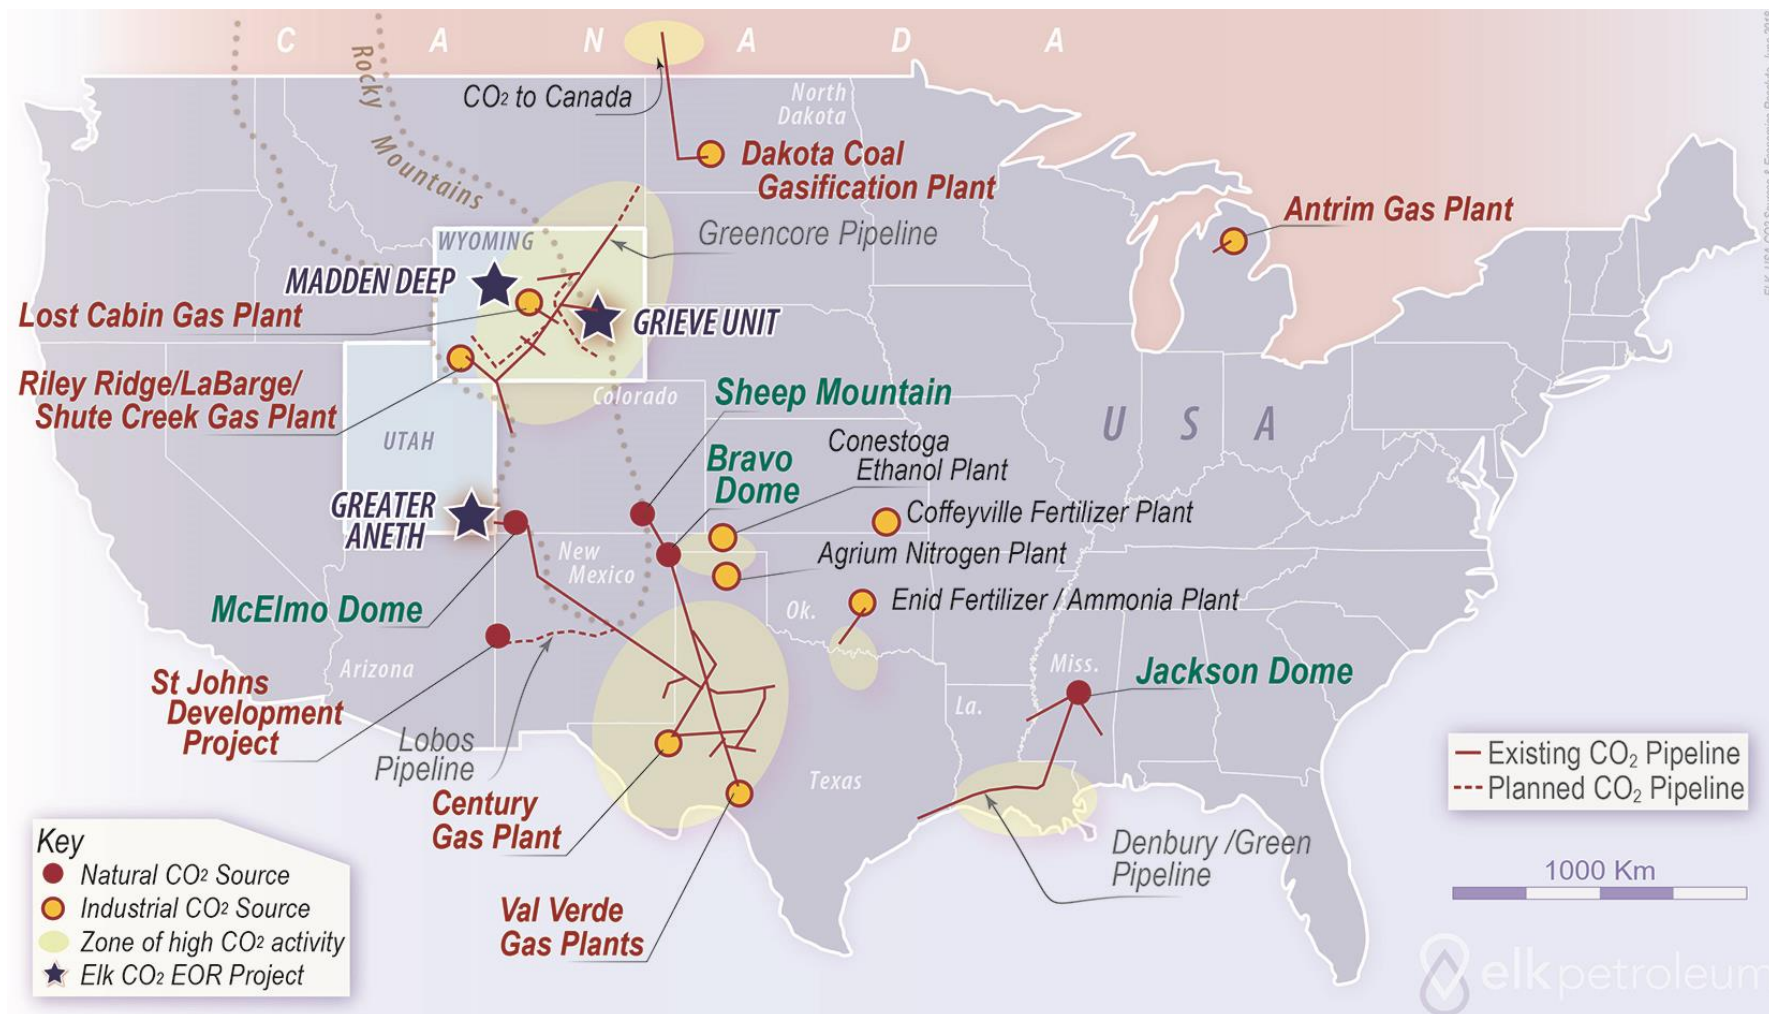 C A N A D A
Rocky
Mountains
CO2 to Canada
North
Dakota
Dakota Coal
Gasification Plant
Antrim Gas Plant
WYOMING
Greencore Pipeline
MADDEN DEEP
Lost Cabin Gas Plant
GRIEVE UNIT
Riley Ridge/LaBarge/
Shute Creek Gas Plant
Colorado
Sheep Mountain
UTAH
U S A
Bravo
Dome
Conestoga
Ethanol Plant
GREATER
ANETH
Coffeyville Fertilizer Plant
New
Mexico
Agrium Nitrogen Plant
McElmo Dome
Ok.
Enid Fertilizer / Ammonia Plant
Arizona
Miss.
Jackson Dome
St Johns
Development
Project
La.
Lobos
Pipeline
Texas
Century
Gas Plant
Denbury /Green
Pipeline
Val Verde
Gas Plants
Existing CO2 Pipeline
Planned CO2 Pipeline
1000 Km
Key
Natural CO2 Source
Industrial CO2 Source
Zone of high CO2 activity
Elk CO2 EOR Project
elkpetroleum